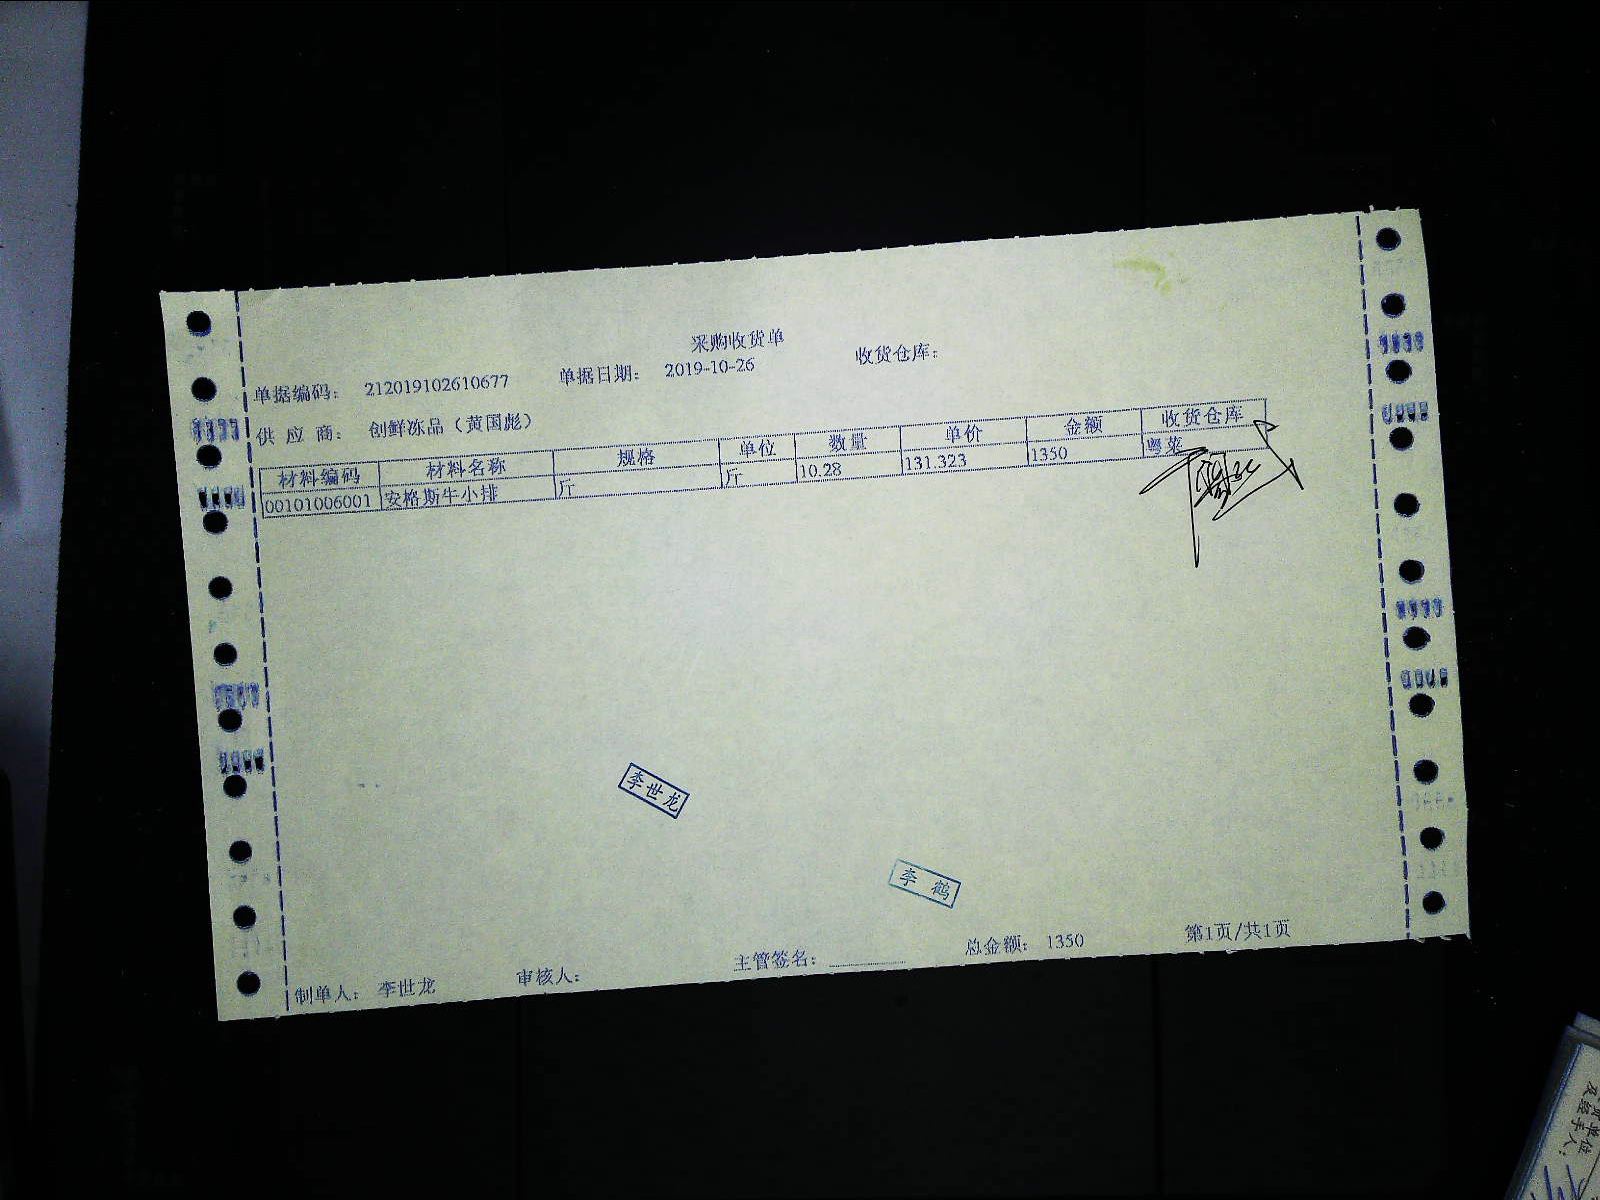 采购收货单
单据编码： 212019102610677 单据日期： 2019-10-26 收货仓库：
供 应 商： 创鲜冻品（黄国彪）
材料编码 材料名称 规格 单位 数量 单价 金额 收货仓库
00101006001 安格斯牛小排 斤 斤 10.28 131.323 1350 粤菜
李世龙
李 鹤
制单人： 李世龙 审核人： 主管签名： 总金额： 1350 第1页/共1页
单位
经手人：